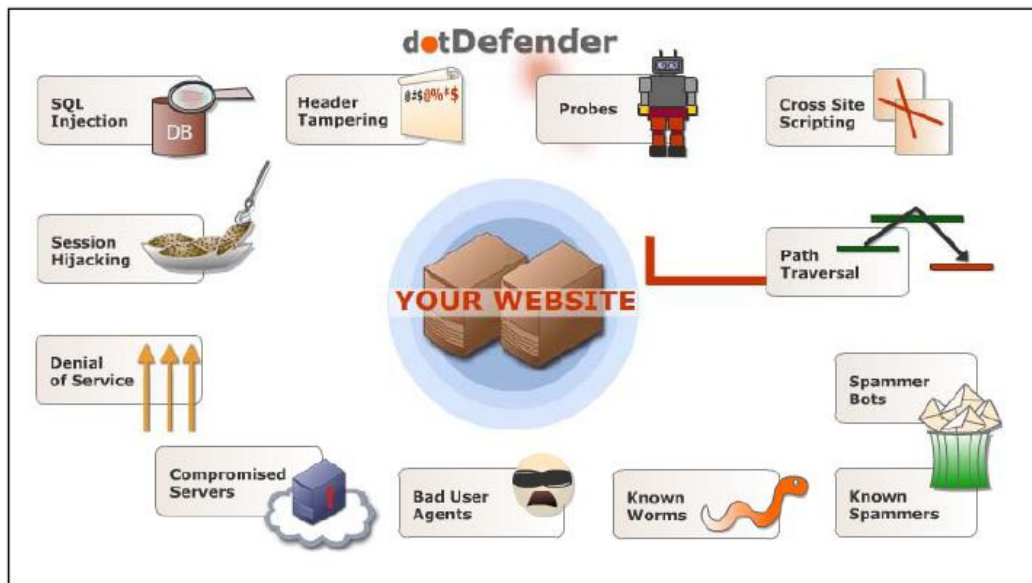 dotDefender
SQL
Injection
DB
Header
Tampering
@#$@%*$
Probes
Cross Site
Scripting
Session
Hijacking
YOUR WEBSITE
Path
Traversal
Denial
of Service
Spammer
Bots
Compromised
Servers
!
Bad User
Agents
Known
Worms
Known
Spammers